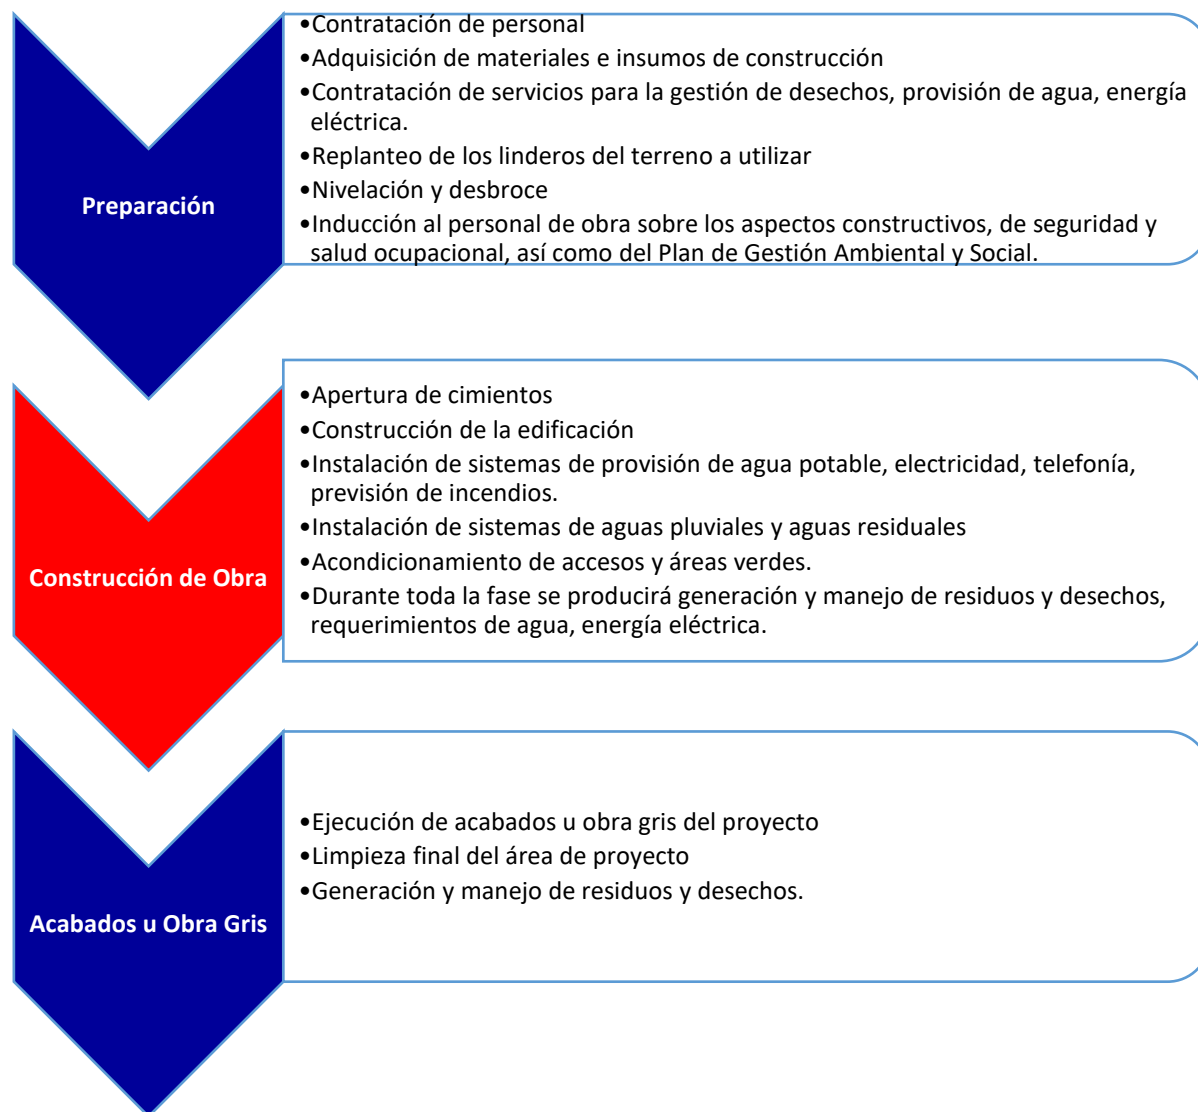 Preparación
•Contratación de personal
•Adquisición de materiales e insumos de construcción
•Contratación de servicios para la gestión de desechos, provisión de agua, energía
eléctrica.
•Replanteo de los linderos del terreno a utilizar
•Nivelación y desbroce
•Inducción al personal de obra sobre los aspectos constructivos, de seguridad y
salud ocupacional, así como del Plan de Gestión Ambiental y Social.
Construcción de Obra
•Apertura de cimientos
•Construcción de la edificación
•Instalación de sistemas de provisión de agua potable, electricidad, telefonía,
previsión de incendios.
•Instalación de sistemas de aguas pluviales y aguas residuales
•Acondicionamiento de accesos y áreas verdes.
•Durante toda la fase se producirá generación y manejo de residuos y desechos,
requerimientos de agua, energía eléctrica.
Acabados u Obra Gris
•Ejecución de acabados u obra gris del proyecto
•Limpieza final del área de proyecto
•Generación y manejo de residuos y desechos.